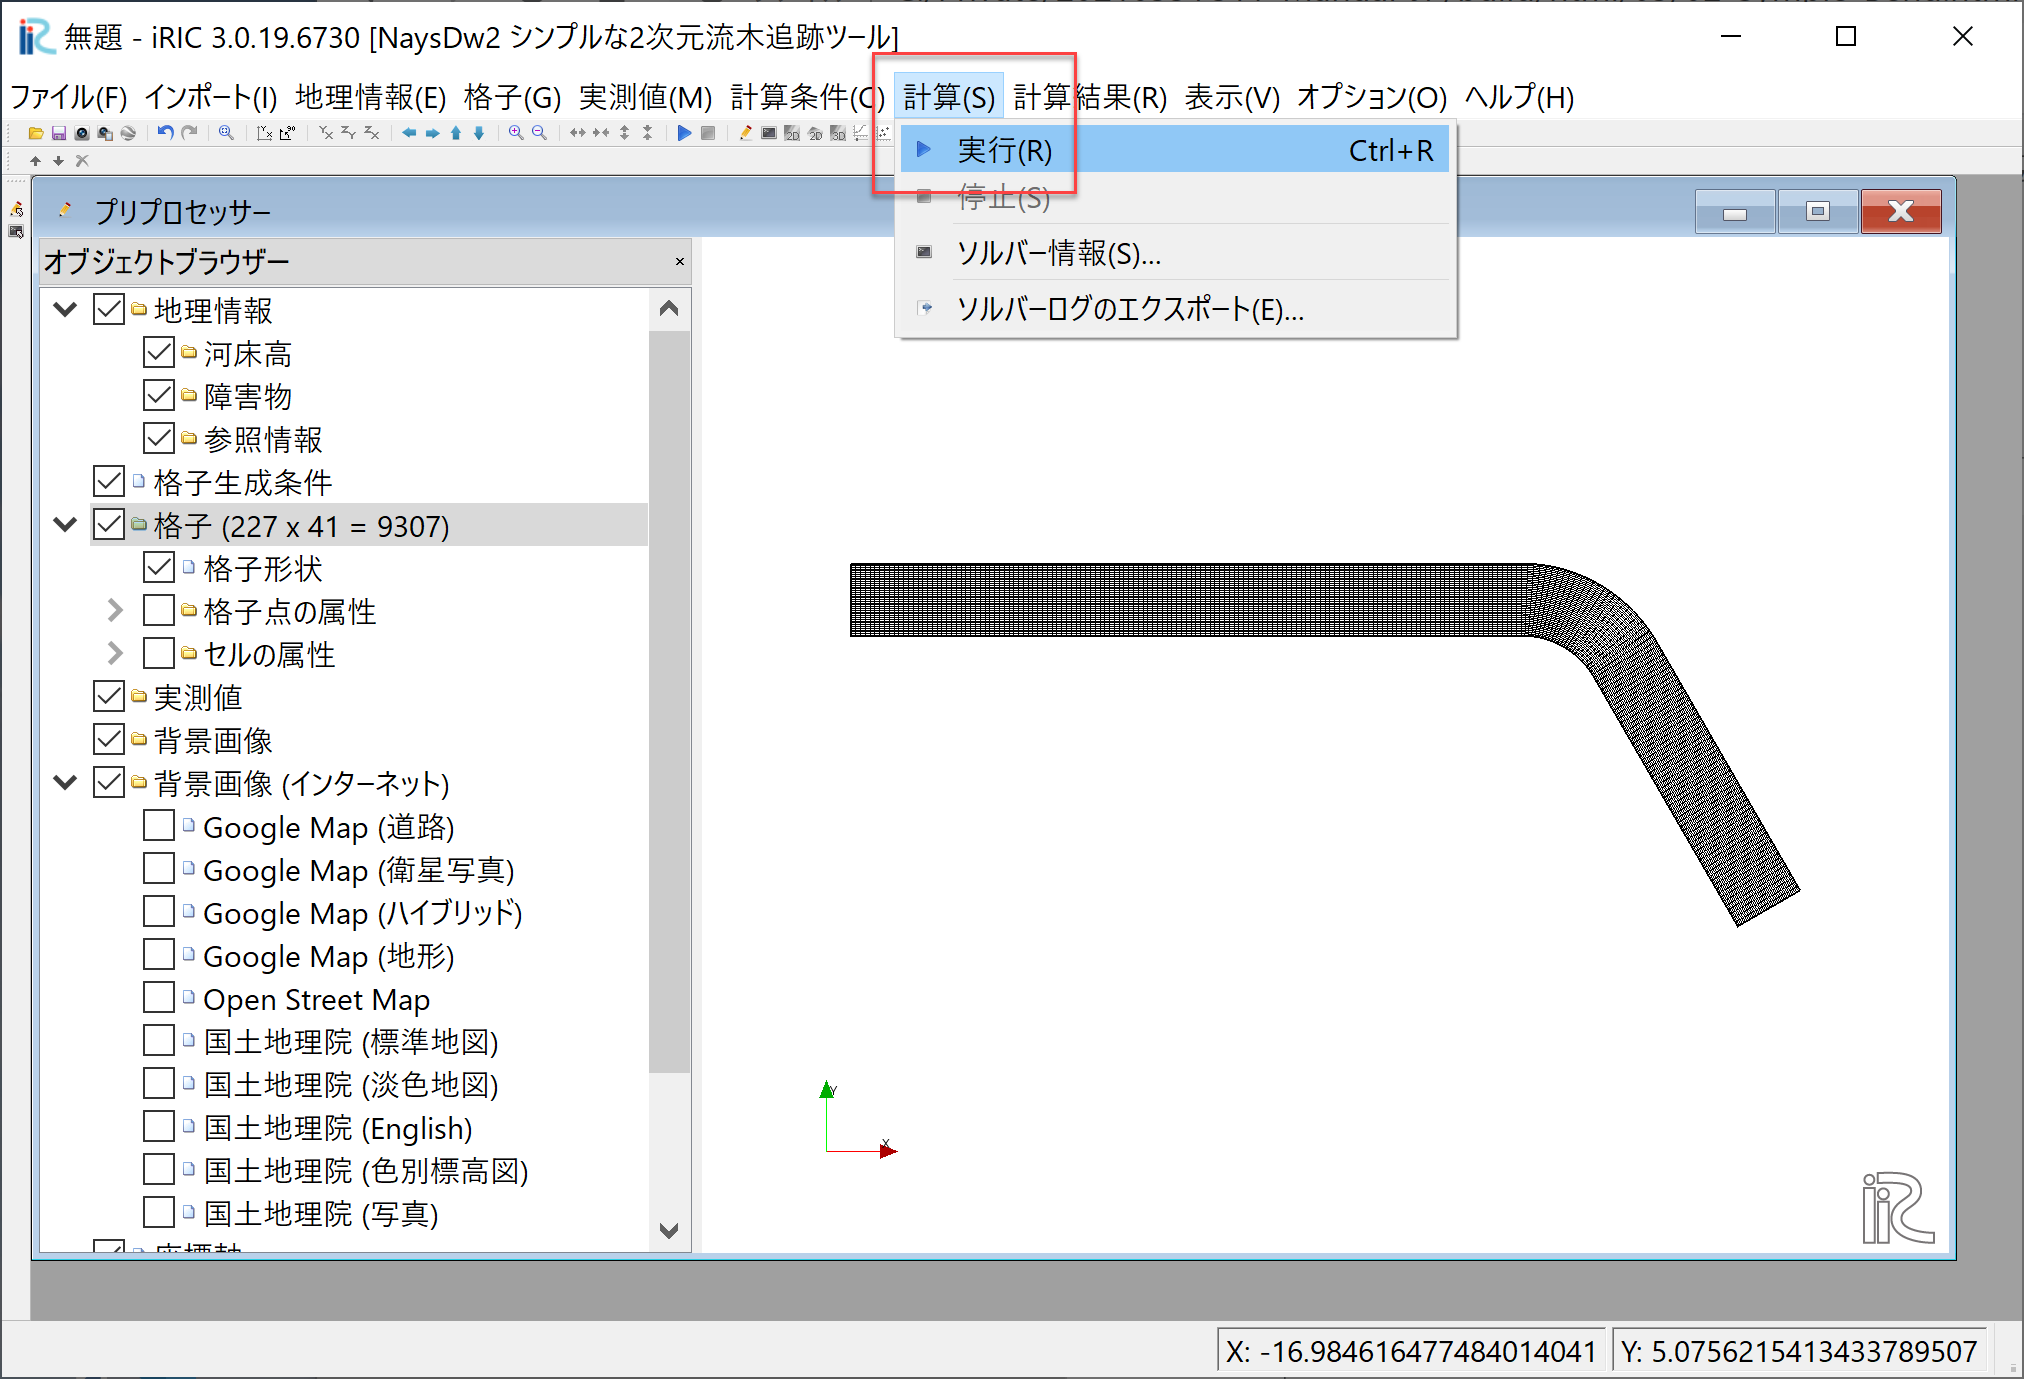 無題 - iRIC 3.0.19.6730 [NaysDw2 シンプルな2次元流木追跡ツール]
ファイル(F) インポート(I) 地理情報(E) 格子(G) 実測値(M) 計算条件(C) 計算(S) 計算結果(R) 表示(V) オプション(O) ヘルプ(H)
実行(R) Ctrl+R
停止(S)
ソルバー情報(S)...
ソルバーログのエクスポート(E)...
プリプロセッサー
オブジェクトブラウザー
地理情報
河床高
障害物
参照情報
格子生成条件
格子 (227 x 41 = 9307)
格子形状
格子点の属性
セルの属性
実測値
背景画像
背景画像 (インターネット)
Google Map (道路)
Google Map (衛星写真)
Google Map (ハイブリッド)
Google Map (地形)
Open Street Map
国土地理院 (標準地図)
国土地理院 (淡色地図)
国土地理院 (English)
国土地理院 (色別標高図)
国土地理院 (写真)
座標軸
Y
X
iRIC
X: -16.984616477484014041 Y: 5.0756215413433789507